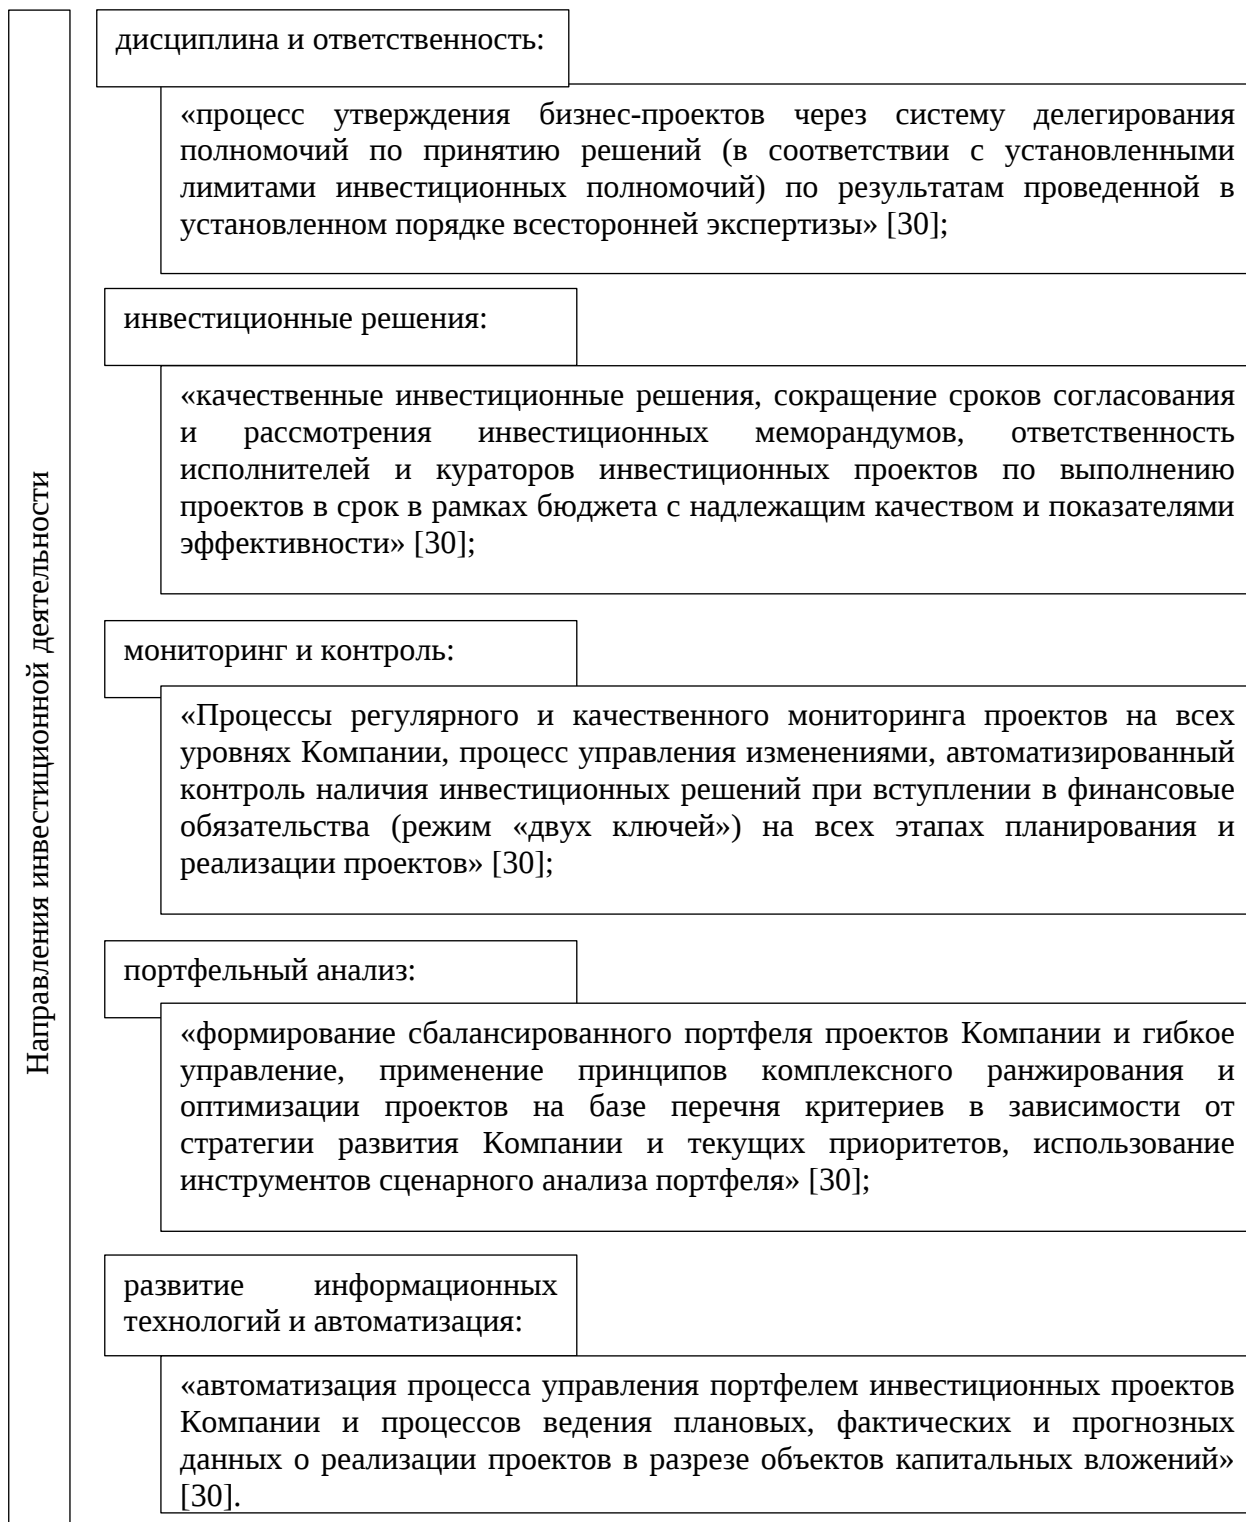 Направления инвестиционной деятельности
дисциплина и ответственность:
«процесс утверждения бизнес-проектов через систему делегирования
полномочий по принятию решений (в соответствии с установленными
лимитами инвестиционных полномочий) по результатам проведенной в
установленном порядке всесторонней экспертизы» [30];
инвестиционные решения:
«качественные инвестиционные решения, сокращение сроков согласования
и рассмотрения инвестиционных меморандумов, ответственность
исполнителей и кураторов инвестиционных проектов по выполнению
проектов в срок в рамках бюджета с надлежащим качеством и показателями
эффективности» [30];
мониторинг и контроль:
«Процессы регулярного и качественного мониторинга проектов на всех
уровнях Компании, процесс управления изменениями, автоматизированный
контроль наличия инвестиционных решений при вступлении в финансовые
обязательства (режим «двух ключей») на всех этапах планирования и
реализации проектов» [30];
портфельный анализ:
«формирование сбалансированного портфеля проектов Компании и гибкое
управление, применение принципов комплексного ранжирования и
оптимизации проектов на базе перечня критериев в зависимости от
стратегии развития Компании и текущих приоритетов, использование
инструментов сценарного анализа портфеля» [30];
развитие информационных
технологий и автоматизация:
«автоматизация процесса управления портфелем инвестиционных проектов
Компании и процессов ведения плановых, фактических и прогнозных
данных о реализации проектов в разрезе объектов капитальных вложений»
[30].